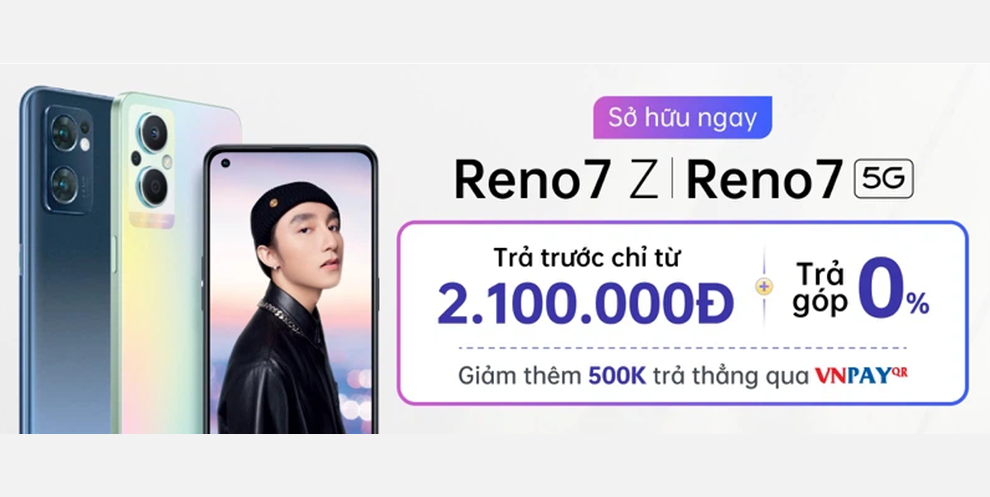 Sở hữu ngay
Reno7 Z | Reno7 5G
Trả trước chỉ từ
2.100.000Đ
Trả góp 0%
Giảm thêm 500K trả thẳng qua VNPAYQR